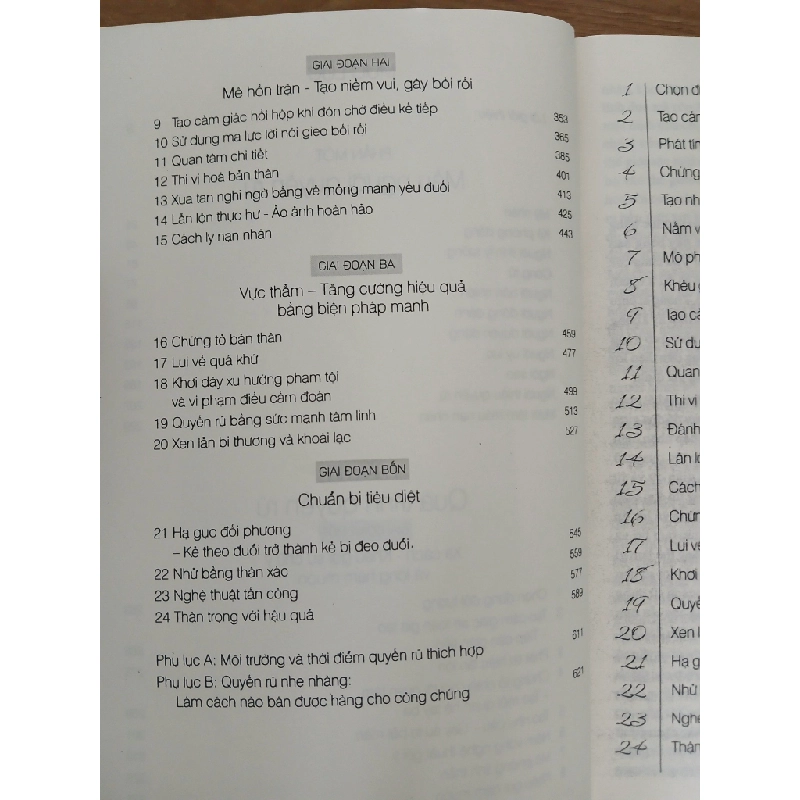 GIAI ĐOẠN HAI
Mê hồn trận - Tạo niềm vui, gây bối rối
9 Tạo cảm giác hồi hộp khi đón chờ điều kế tiếp 353
10 Sử dụng ma lực lời nói gieo bối rối 365
11 Quan tâm chi tiết 385
12 Thi vị hoá bản thân 401
13 Xua tan nghi ngờ bằng vẻ mỏng manh yếu đuối 413
14 Lẫn lộn thực hư - Ảo ảnh hoàn hảo 425
15 Cách ly nạn nhân 443
GIAI ĐOẠN BA
Vực thẳm – Tăng cường hiệu quả
bằng biện pháp mạnh
16 Chứng tỏ bản thân 459
17 Lui về quá khứ 477
18 Khơi dậy xu hướng phạm tội
và vi phạm điều cấm đoán 499
19 Quyến rũ bằng sức mạnh tâm linh 513
20 Xen lẫn bi thương và khoái lạc 527
GIAI ĐOẠN BỐN
Chuẩn bị tiêu diệt
21 Hạ gục đối phương 545
– Kẻ theo đuổi trở thành kẻ bị đeo đuổi.
22 Nhử bằng thân xác 559
23 Nghệ thuật tấn công 577
24 Thận trọng với hậu quả 589
Phụ lục A: Môi trường và thời điểm quyến rũ thích hợp 611
Phụ lục B: Quyến rũ nhẹ nhàng: 621
Làm cách nào bán được hàng cho công chúng
1 Chọn đ
2 Tạo cảm
3 Phát tín
4 Chứng
5 Tạo nh
6 Nắm v
7 Mô ph
8 Khêu g
9 Tạo cả
10 Sử dụ
11 Quan
12 Thi vị
13 Đánh
14 Lẫn lộ
15 Cách
16 Chứn
17 Lui về
18 Khơi
19 Quyế
20 Xen l
21 Hạ g
22 Nhử
23 Nghệ
24 Thận